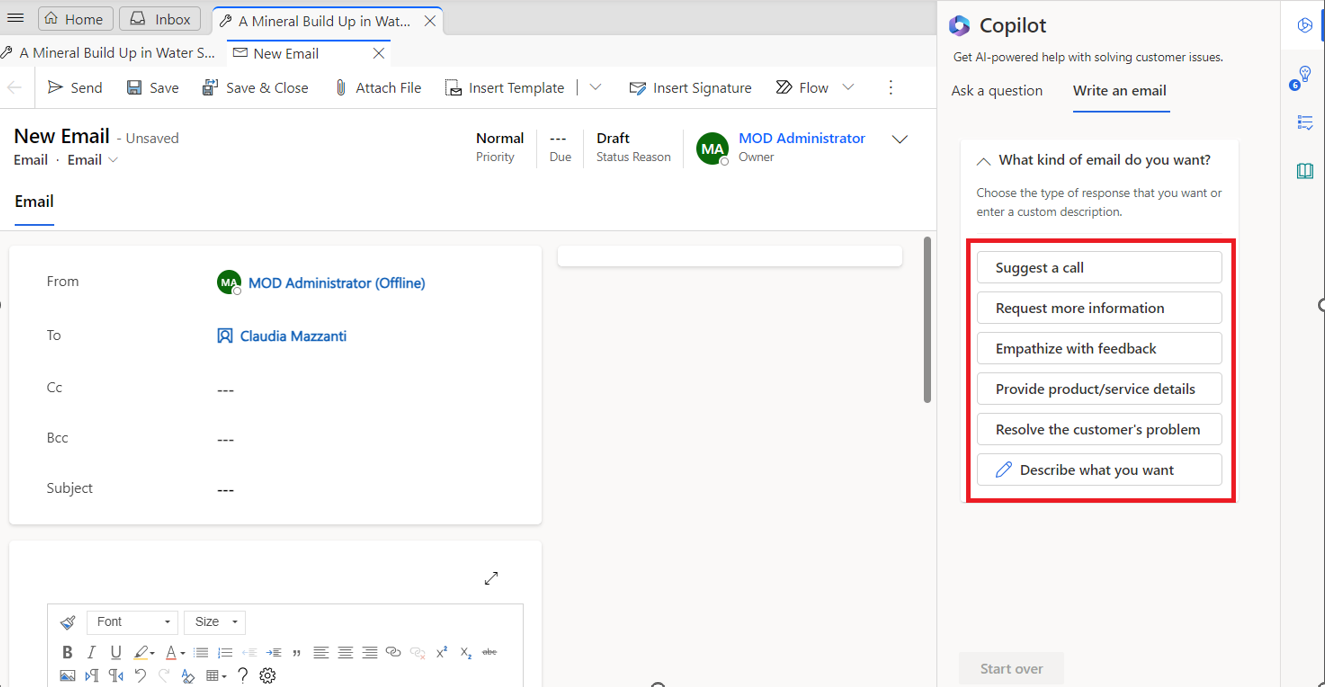 Home
Inbox
A Mineral Build Up in Wat...
A Mineral Build Up in Water S...
New Email
Send
Save
Save & Close
Attach File
Insert Template
Insert Signature
Flow
New Email - Unsaved
Email · Email
Normal
Priority
---
Due
Draft
Status Reason
MA
MOD Administrator
Owner
Email
From
MA MOD Administrator (Offline)
To
Claudia Mazzanti
Cc
---
Bcc
---
Subject
---
Font
Size
B I U A
abc
Copilot
Get AI-powered help with solving customer issues.
Ask a question
Write an email
What kind of email do you want?
Choose the type of response that you want or
enter a custom description.
Suggest a call
Request more information
Empathize with feedback
Provide product/service details
Resolve the customer's problem
Describe what you want
Start over
6